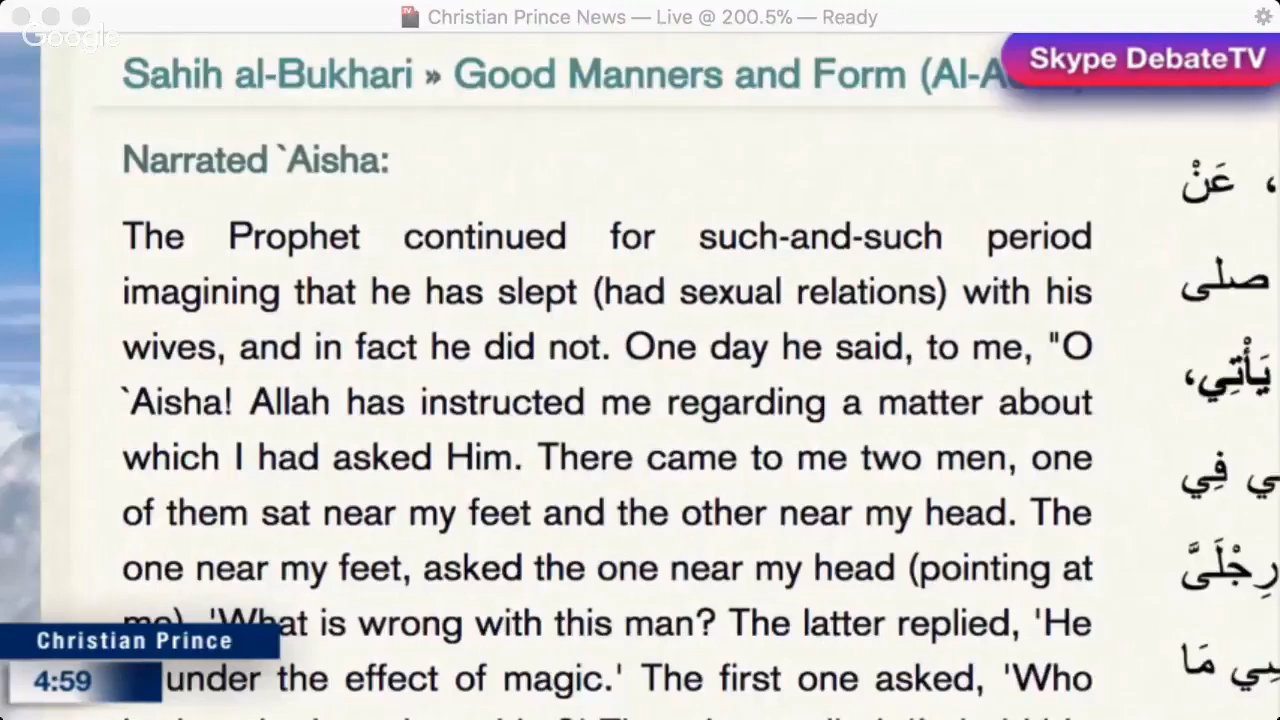 Christian Prince News — Live @ 200.5% — Ready
Google
Skype DebateTV
Sahih al-Bukhari » Good Manners and Form (Al-A
Narrated `Aisha:
The Prophet continued for such-and-such period
imagining that he has slept (had sexual relations) with his
wives, and in fact he did not. One day he said, to me, "O
`Aisha! Allah has instructed me regarding a matter about
which I had asked Him. There came to me two men, one
of them sat near my feet and the other near my head. The
one near my feet, asked the one near my head (pointing at
me), 'What is wrong with this man? The latter replied, 'He
under the effect of magic.' The first one asked, 'Who
، عَنْ
صلى
يَأْتِي،
ي فِي
رِجْلَىَّ
سِي مَا
Christian Prince
4:59